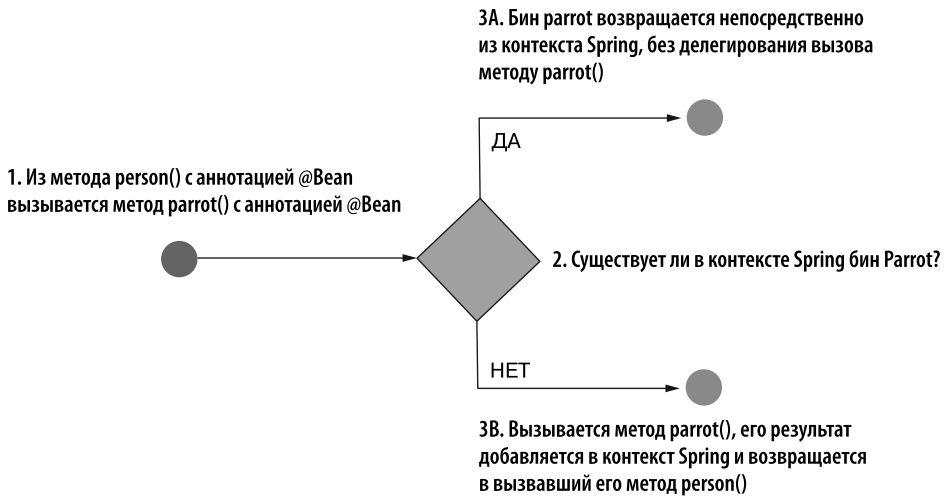 3A. Бин parrot возвращается непосредственно
из контекста Spring, без делегирования вызова
методу parrot()
ДА
1. Из метода person() с аннотацией @Bean
вызывается метод parrot() с аннотацией @Bean
2. Существует ли в контексте Spring бин Parrot?
НЕТ
3B. Вызывается метод parrot(), его результат
добавляется в контекст Spring и возвращается
в вызвавший его метод person()